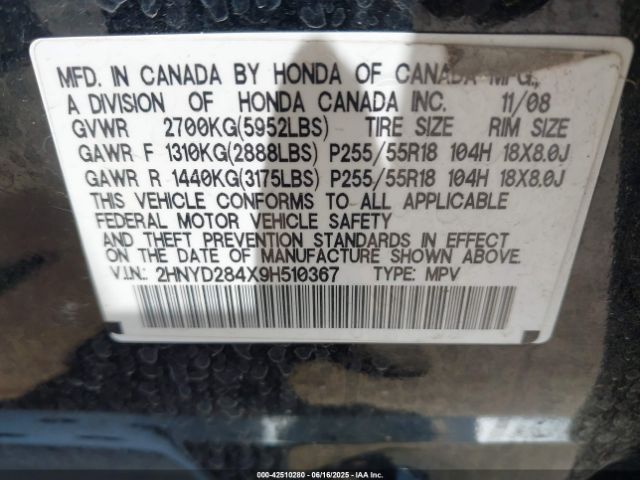 MFD. IN CANADA BY HONDA OF CANADA MFG.,
A DIVISION OF HONDA CANADA INC. 11/08
GVWR 2700KG(5952LBS) TIRE SIZE RIM SIZE
GAWR F 1310KG(2888LBS) P255/55R18 104H 18X8.0J
GAWR R 1440KG(3175LBS) P255/55R18 104H 18X8.0J
THIS VEHICLE CONFORMS TO ALL APPLICABLE
FEDERAL MOTOR VEHICLE SAFETY
AND THEFT PREVENTION STANDARDS IN EFFECT
ON THE DATE OF MANUFACTURE SHOWN ABOVE.
V.I.N.: 2HNYD284X9H510367 TYPE: MPV
000-42510280 - 06/16/2025 - IAA Inc.